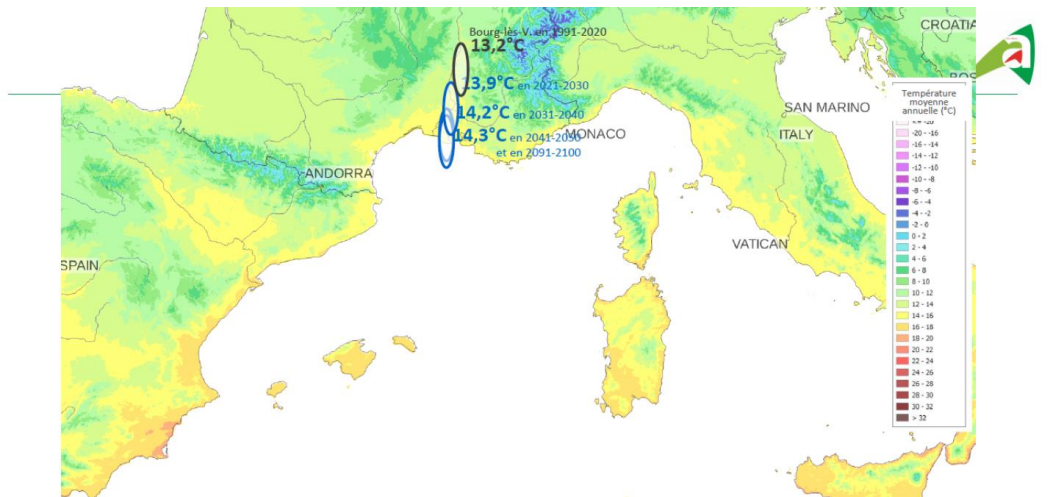 CROATIA
Bourg-lès-V. en 1991-2020
13,2°C
13,9°C en 2021-2030
14,2°C en 2031-2040
14,3°C en 2041-2050
et en 2091-2100
MONACO
SAN MARINO
ITALY
ANDORRA
VATICAN
SPAIN
BOS
Température
moyenne
annuelle (°C)
-20 - -16
-16 - -14
-14 - -12
-12 - -10
-10 - -8
-8 - -6
-6 - -4
-4 - -2
-2 - 0
0 - 2
2 - 4
4 - 6
6 - 8
8 - 10
10 - 12
12 - 14
14 - 16
16 - 18
18 - 20
20 - 22
22 - 24
24 - 26
26 - 28
28 - 30
30 - 32
> 32